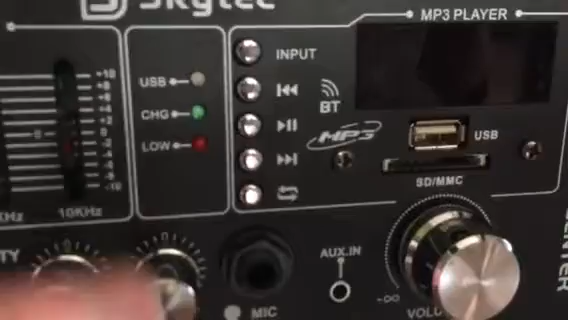 Skytec
MP3 PLAYER
INPUT
+10
+8
+6
+4
+2
0
-2
-4
-6
-8
-10
USB
CHG
LOW
BT
MP3
USB
SD/MMC
10KHz
AUX.IN
MIC
-∞